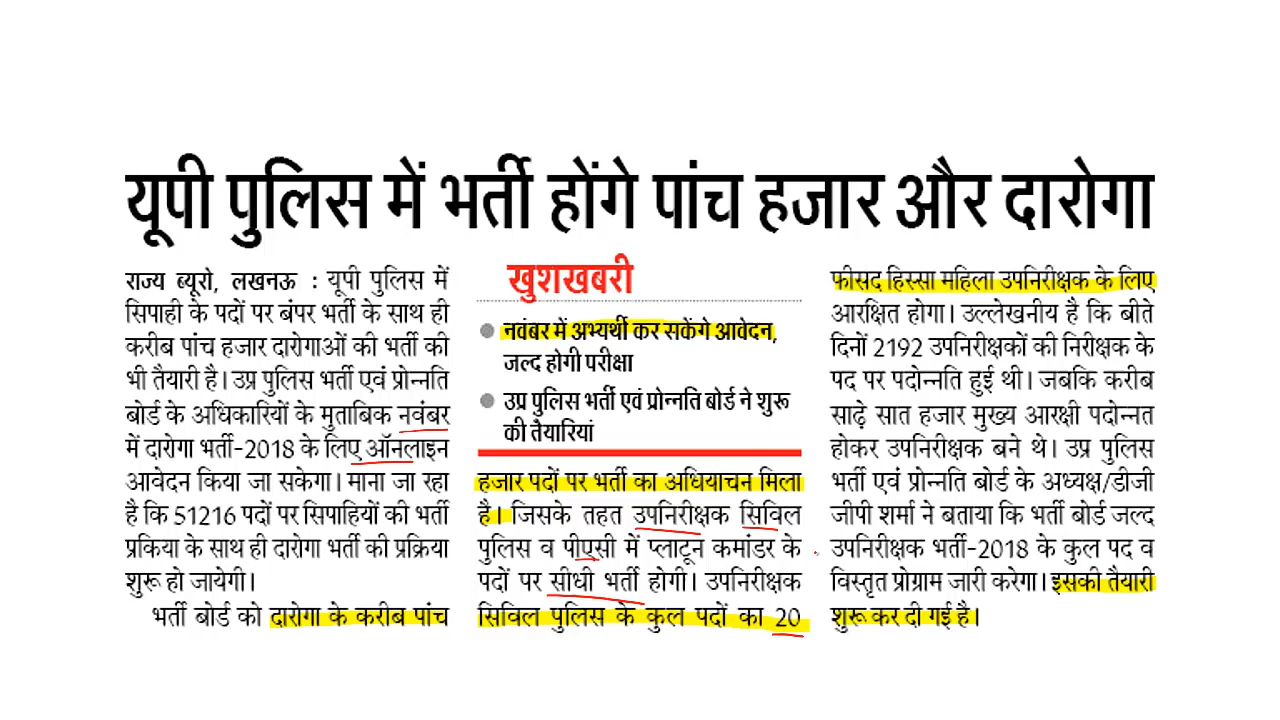 यूपी पुलिस में भर्ती होंगे पांच हजार और दारोगा
राज्य ब्यूरो, लखनऊ : यूपी पुलिस में
सिपाही के पदों पर बंपर भर्ती के साथ ही
करीब पांच हजार दारोगाओं की भर्ती की
भी तैयारी है। उप्र पुलिस भर्ती एवं प्रोन्नति
बोर्ड के अधिकारियों के मुताबिक नवंबर
में दारोगा भर्ती-2018 के लिए ऑनलाइन
आवेदन किया जा सकेगा। माना जा रहा
है कि 51216 पदों पर सिपाहियों की भर्ती
प्रकिया के साथ ही दारोगा भर्ती की प्रक्रिया
शुरू हो जायेगी।
भर्ती बोर्ड को दारोगा के करीब पांच
खुशखबरी
नवंबर में अभ्यर्थी कर सकेंगे आवेदन,
जल्द होगी परीक्षा
उप्र पुलिस भर्ती एवं प्रोन्नति बोर्ड ने शुरू
की तैयारियां
हजार पदों पर भर्ती का अधियाचन मिला
है। जिसके तहत उपनिरीक्षक सिविल
पुलिस व पीएसी में प्लाटून कमांडर के
पदों पर सीधी भर्ती होगी। उपनिरीक्षक
सिविल पुलिस के कुल पदों का 20
फीसद हिस्सा महिला उपनिरीक्षक के लिए
आरक्षित होगा। उल्लेखनीय है कि बीते
दिनों 2192 उपनिरीक्षकों की निरीक्षक के
पद पर पदोन्नति हुई थी। जबकि करीब
साढ़े सात हजार मुख्य आरक्षी पदोन्नत
होकर उपनिरीक्षक बने थे। उप्र पुलिस
भर्ती एवं प्रोन्नति बोर्ड के अध्यक्ष/डीजी
जीपी शर्मा ने बताया कि भर्ती बोर्ड जल्द
उपनिरीक्षक भर्ती-2018 के कुल पद व
विस्तृत प्रोग्राम जारी करेगा। इसकी तैयारी
शुरू कर दी गई है।